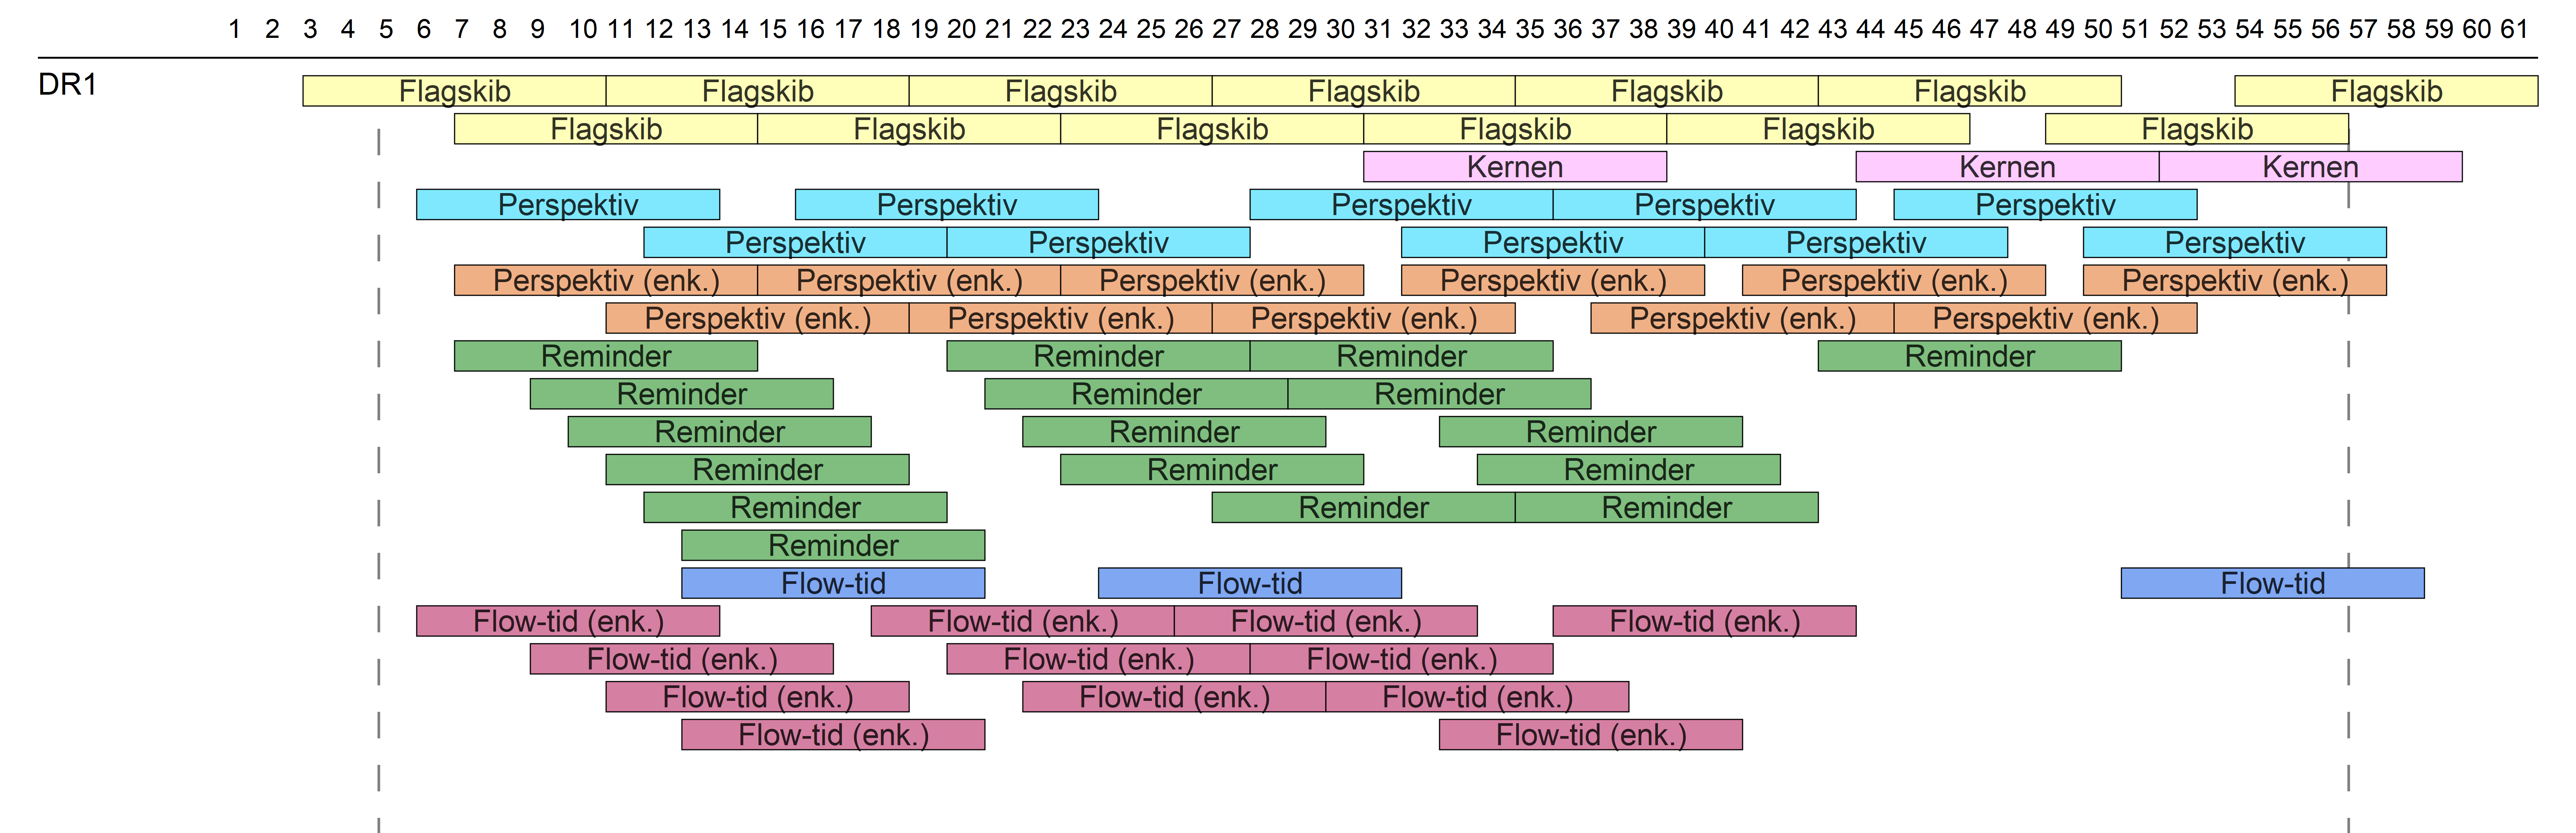 1 2 3 4 5 6 7 8 9 10 11 12 13 14 15 16 17 18 19 20 21 22 23 24 25 26 27 28 29 30 31 32 33 34 35 36 37 38 39 40 41 42 43 44 45 46 47 48 49 50 51 52 53 54 55 56 57 58 59 60 61
DR1 Flagskib Flagskib Flagskib Flagskib Flagskib Flagskib Flagskib
Flagskib Flagskib Flagskib Flagskib Flagskib Flagskib
Kernen Kernen Kernen
Perspektiv Perspektiv Perspektiv Perspektiv Perspektiv
Perspektiv Perspektiv Perspektiv Perspektiv Perspektiv
Perspektiv (enk.) Perspektiv (enk.) Perspektiv (enk.) Perspektiv (enk.) Perspektiv (enk.) Perspektiv (enk.)
Perspektiv (enk.) Perspektiv (enk.) Perspektiv (enk.) Perspektiv (enk.) Perspektiv (enk.)
Reminder Reminder Reminder Reminder
Reminder Reminder Reminder
Reminder Reminder Reminder
Reminder Reminder Reminder
Reminder Reminder Reminder
Reminder
Flow-tid Flow-tid Flow-tid
Flow-tid (enk.) Flow-tid (enk.) Flow-tid (enk.) Flow-tid (enk.)
Flow-tid (enk.) Flow-tid (enk.) Flow-tid (enk.)
Flow-tid (enk.) Flow-tid (enk.) Flow-tid (enk.)
Flow-tid (enk.) Flow-tid (enk.)